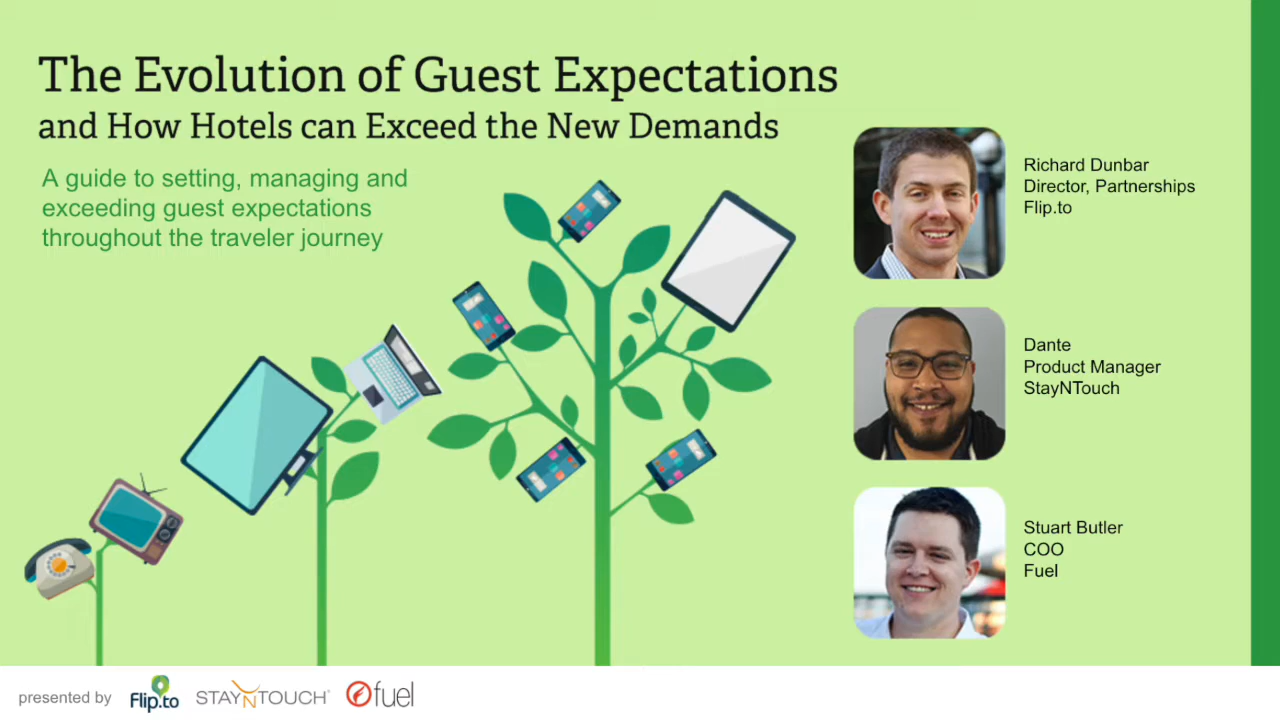 The Evolution of Guest Expectations
and How Hotels can Exceed the New Demands
A guide to setting, managing and
exceeding guest expectations
throughout the traveler journey
Richard Dunbar
Director, Partnerships
Flip.to
Dante
Product Manager
StayNTouch
Stuart Butler
COO
Fuel
presented by
Flip.to
STAYNTOUCH
fuel